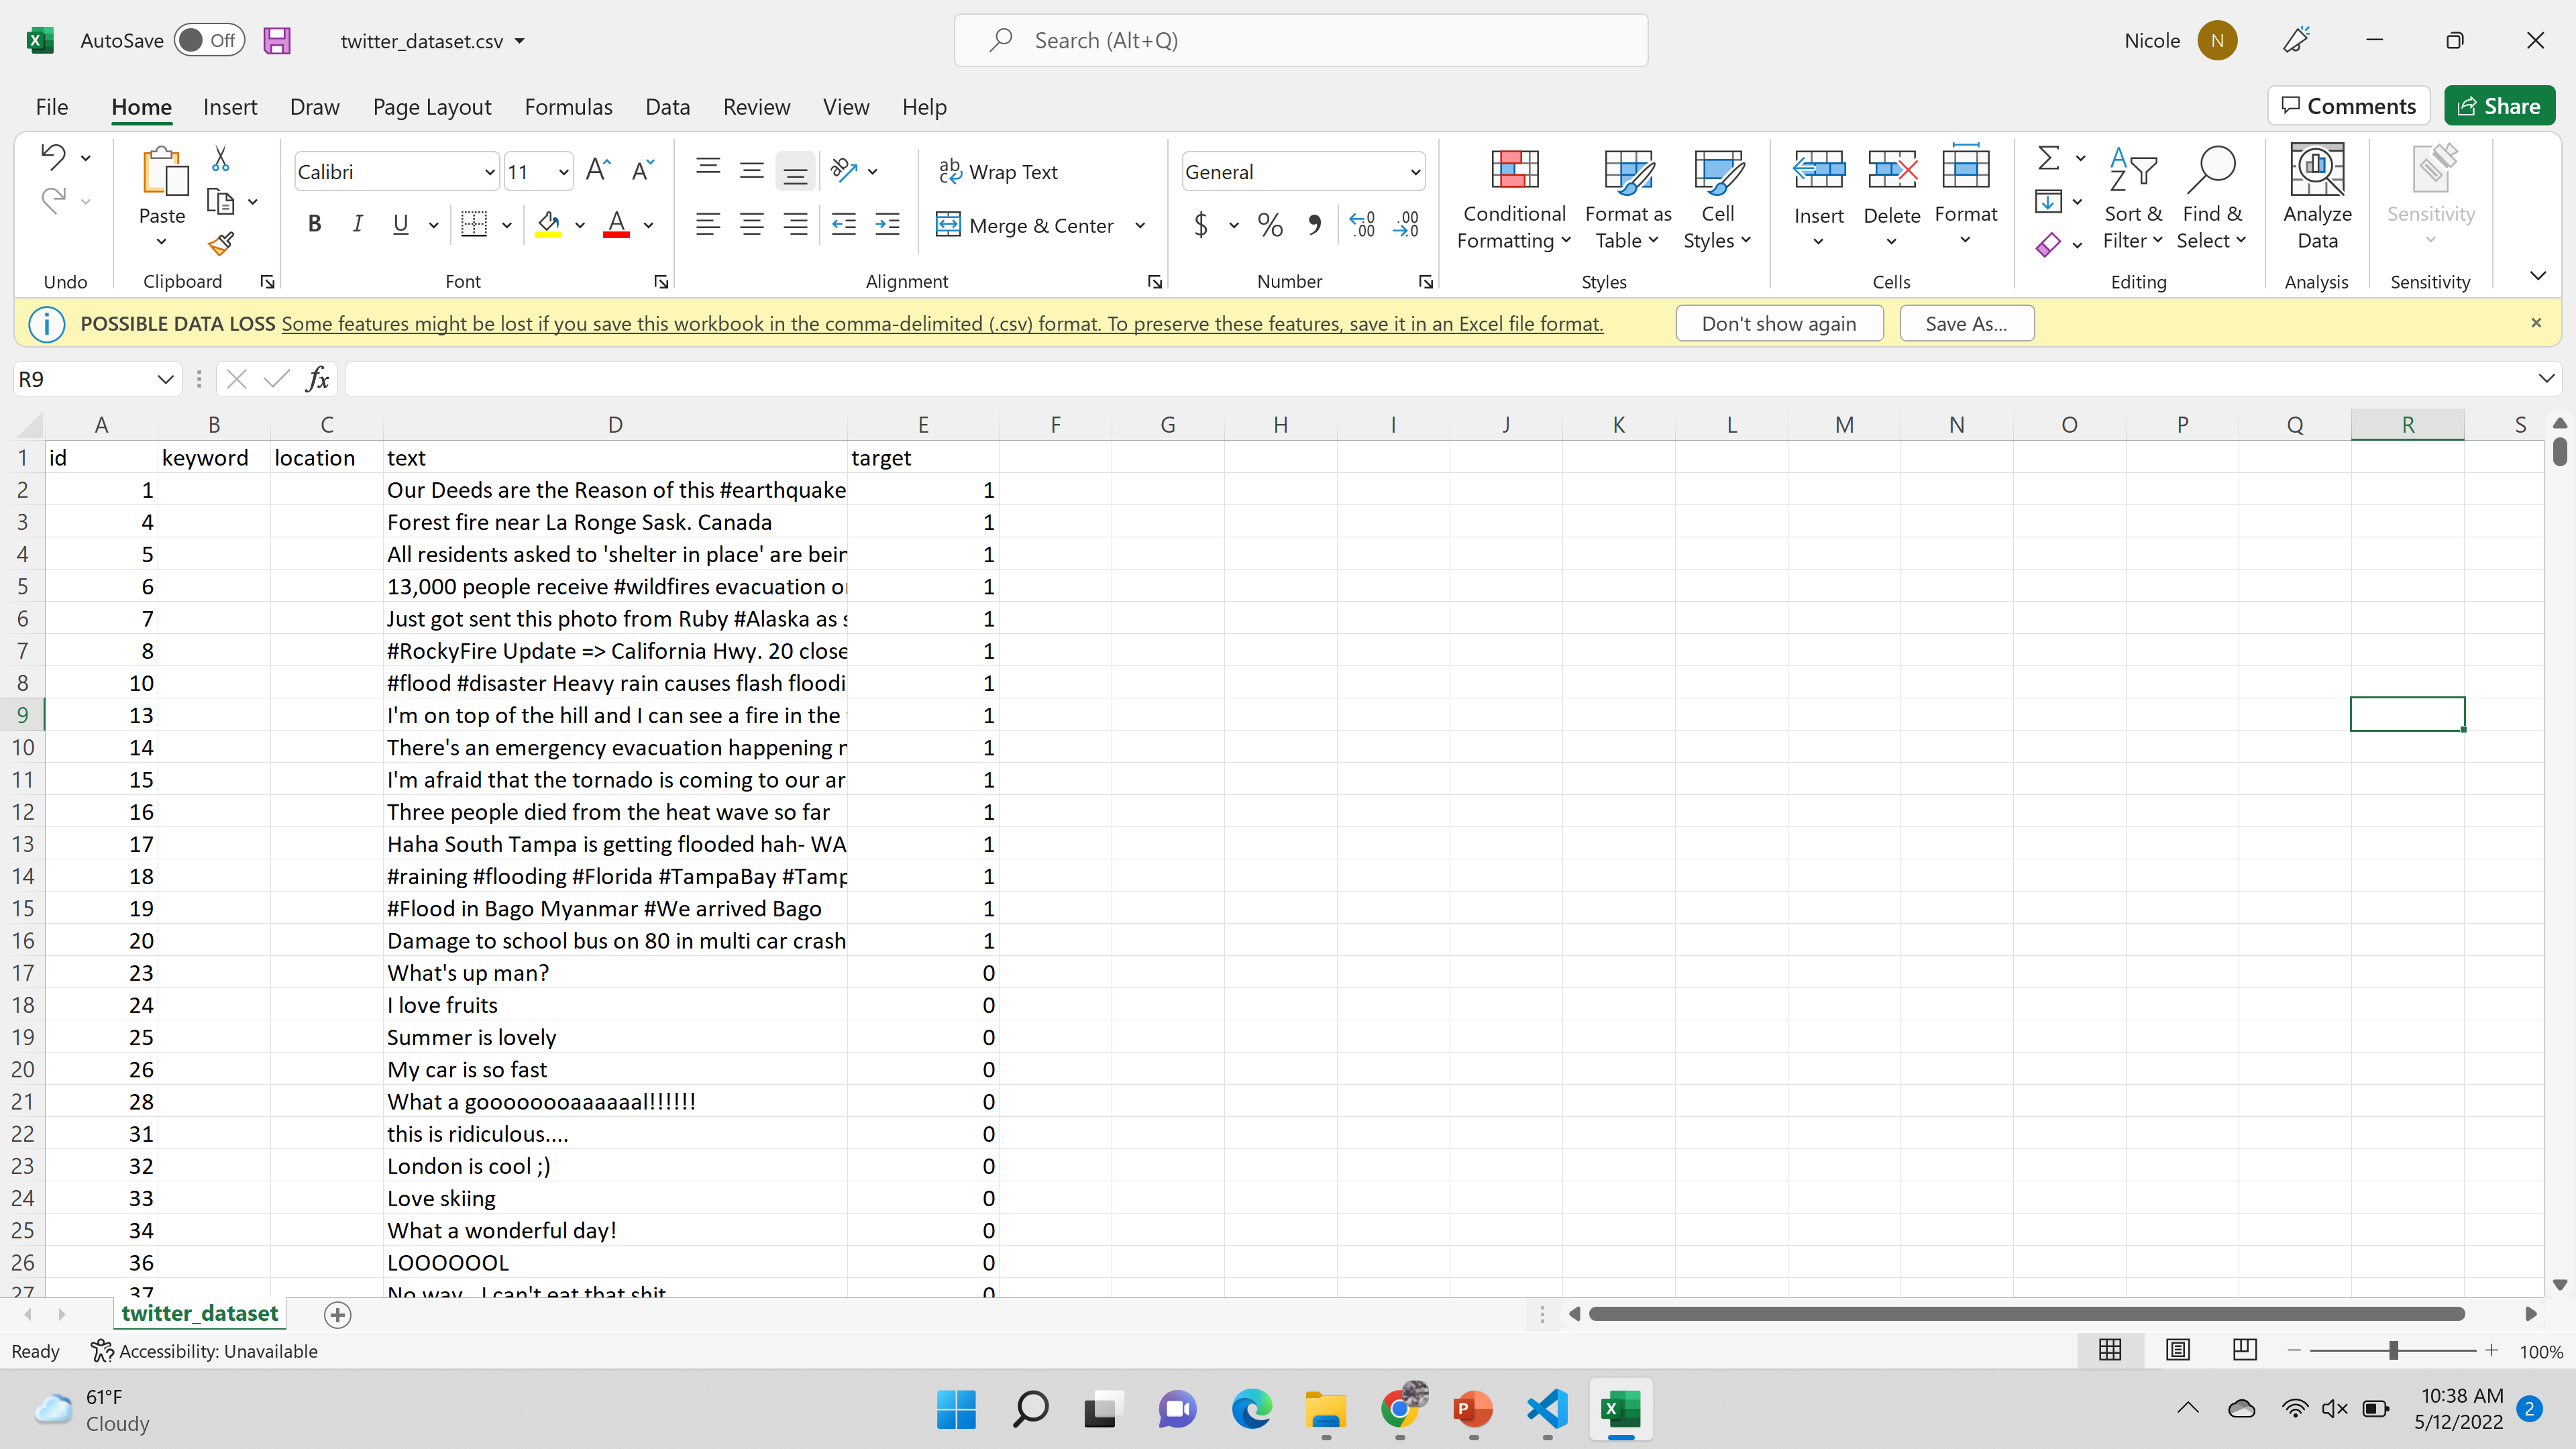 AutoSave Off twitter_dataset.csv Search (Alt+Q) Nicole N
File Home Insert Draw Page Layout Formulas Data Review View Help Comments Share
Paste
Calibri 11
Wrap Text
Merge & Center
General
$ % 9
Conditional Formatting
Format as Table
Cell Styles
Insert Delete Format
Sort & Filter
Find & Select
Analyze Data
Sensitivity
Undo Clipboard Font Alignment Number Styles Cells Editing Analysis Sensitivity
POSSIBLE DATA LOSS Some features might be lost if you save this workbook in the comma-delimited (.csv) format. To preserve these features, save it in an Excel file format. Don't show again Save As...
R9 fx
A B C D E F G H I J K L M N O P Q R S
1 id keyword location text target
2 1 Our Deeds are the Reason of this #earthquake 1
3 4 Forest fire near La Ronge Sask. Canada 1
4 5 All residents asked to 'shelter in place' are bein 1
5 6 13,000 people receive #wildfires evacuation or 1
6 7 Just got sent this photo from Ruby #Alaska as s 1
7 8 #RockyFire Update => California Hwy. 20 close 1
8 10 #flood #disaster Heavy rain causes flash floodi 1
9 13 I'm on top of the hill and I can see a fire in the 1
10 14 There's an emergency evacuation happening n 1
11 15 I'm afraid that the tornado is coming to our ar 1
12 16 Three people died from the heat wave so far 1
13 17 Haha South Tampa is getting flooded hah- WA 1
14 18 #raining #flooding #Florida #TampaBay #Tamp 1
15 19 #Flood in Bago Myanmar #We arrived Bago 1
16 20 Damage to school bus on 80 in multi car crash 1
17 23 What's up man? 0
18 24 I love fruits 0
19 25 Summer is lovely 0
20 26 My car is so fast 0
21 28 What a goooooooaaaaaal!!!!!! 0
22 31 this is ridiculous.... 0
23 32 London is cool ;) 0
24 33 Love skiing 0
25 34 What a wonderful day! 0
26 36 LOOOOOOL 0
27 37 No way...I can't eat that shit 0
twitter_dataset
Ready Accessibility: Unavailable 100%
61°F
Cloudy
10:38 AM
5/12/2022
2